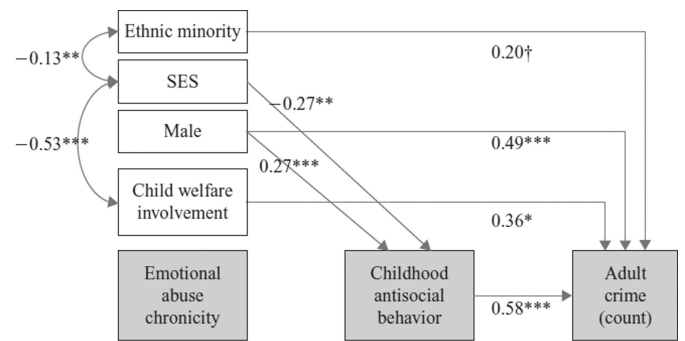 Ethnic minority
−0.13**
0.20†
SES
−0.27**
Male
−0.53***
0.49***
0.27***
Child welfare
involvement
0.36*
Emotional
abuse
chronicity
Childhood
antisocial
behavior
0.58***
Adult
crime
(count)